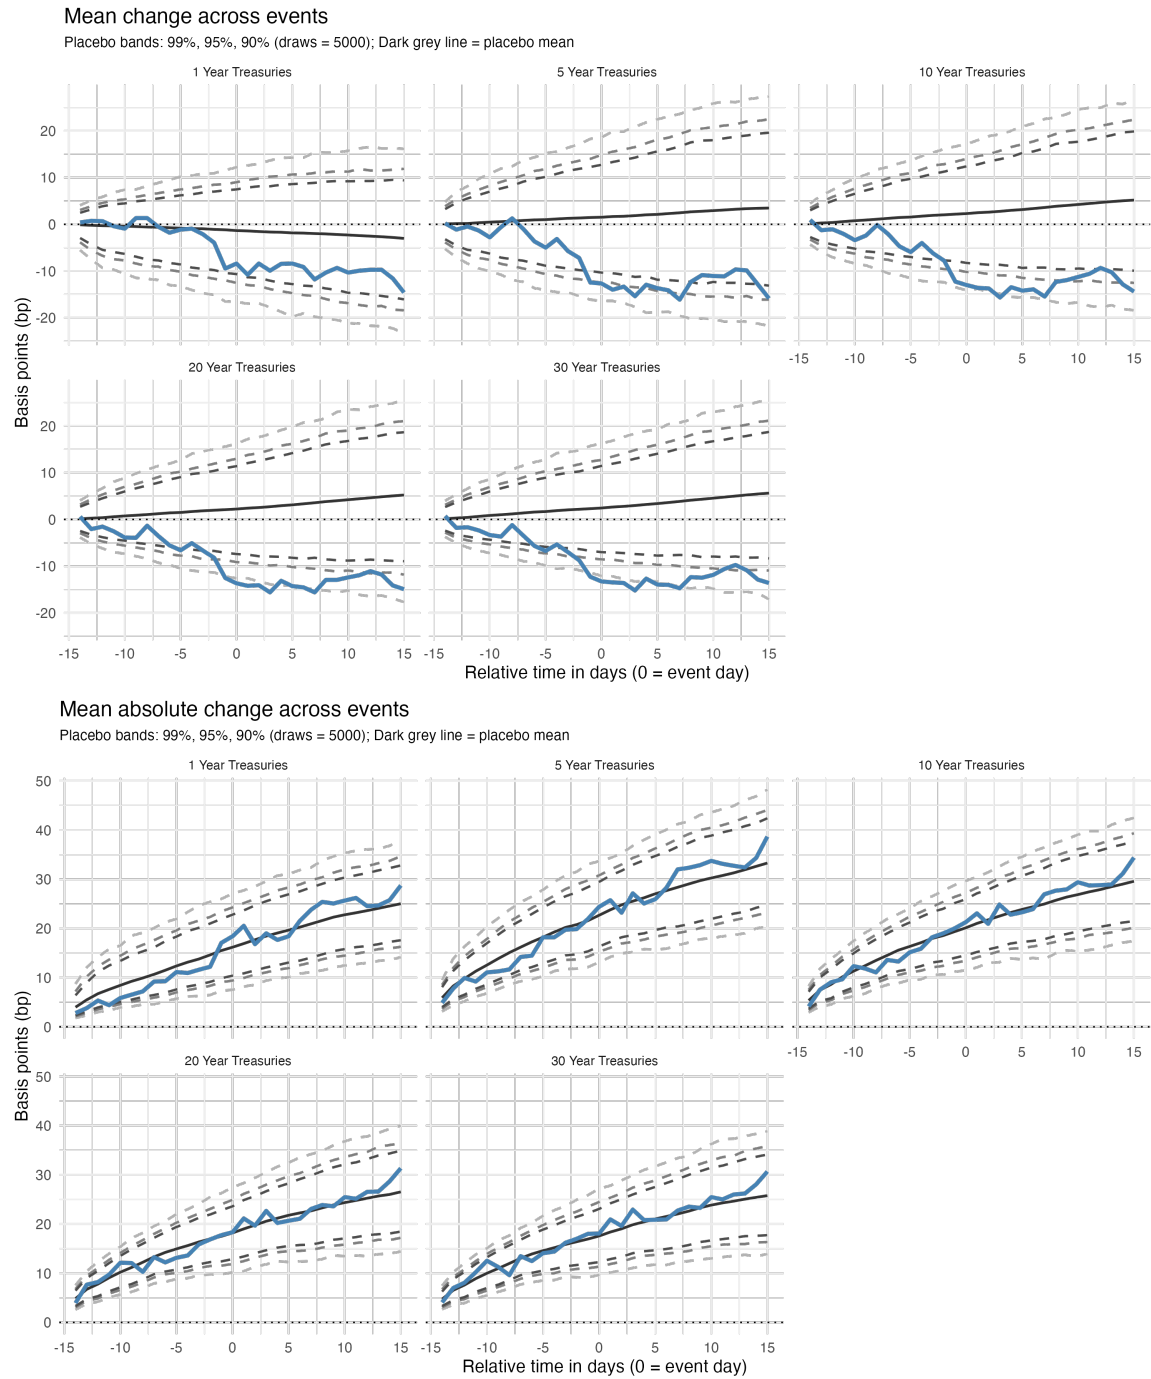 Mean change across events
Placebo bands: 99%, 95%, 90% (draws = 5000); Dark grey line = placebo mean
1 Year Treasuries
5 Year Treasuries
10 Year Treasuries
20
10
0
-10
-20
-15 -10 -5 0 5 10 15
Basis points (bp)
20 Year Treasuries
30 Year Treasuries
20
10
0
-10
-20
-15 -10 -5 0 5 10 15
-15 -10 -5 0 5 10 15
Relative time in days (0 = event day)
Mean absolute change across events
Placebo bands: 99%, 95%, 90% (draws = 5000); Dark grey line = placebo mean
1 Year Treasuries
5 Year Treasuries
10 Year Treasuries
50
40
30
20
10
0
-15 -10 -5 0 5 10 15
Basis points (bp)
20 Year Treasuries
30 Year Treasuries
50
40
30
20
10
0
-15 -10 -5 0 5 10 15
-15 -10 -5 0 5 10 15
Relative time in days (0 = event day)